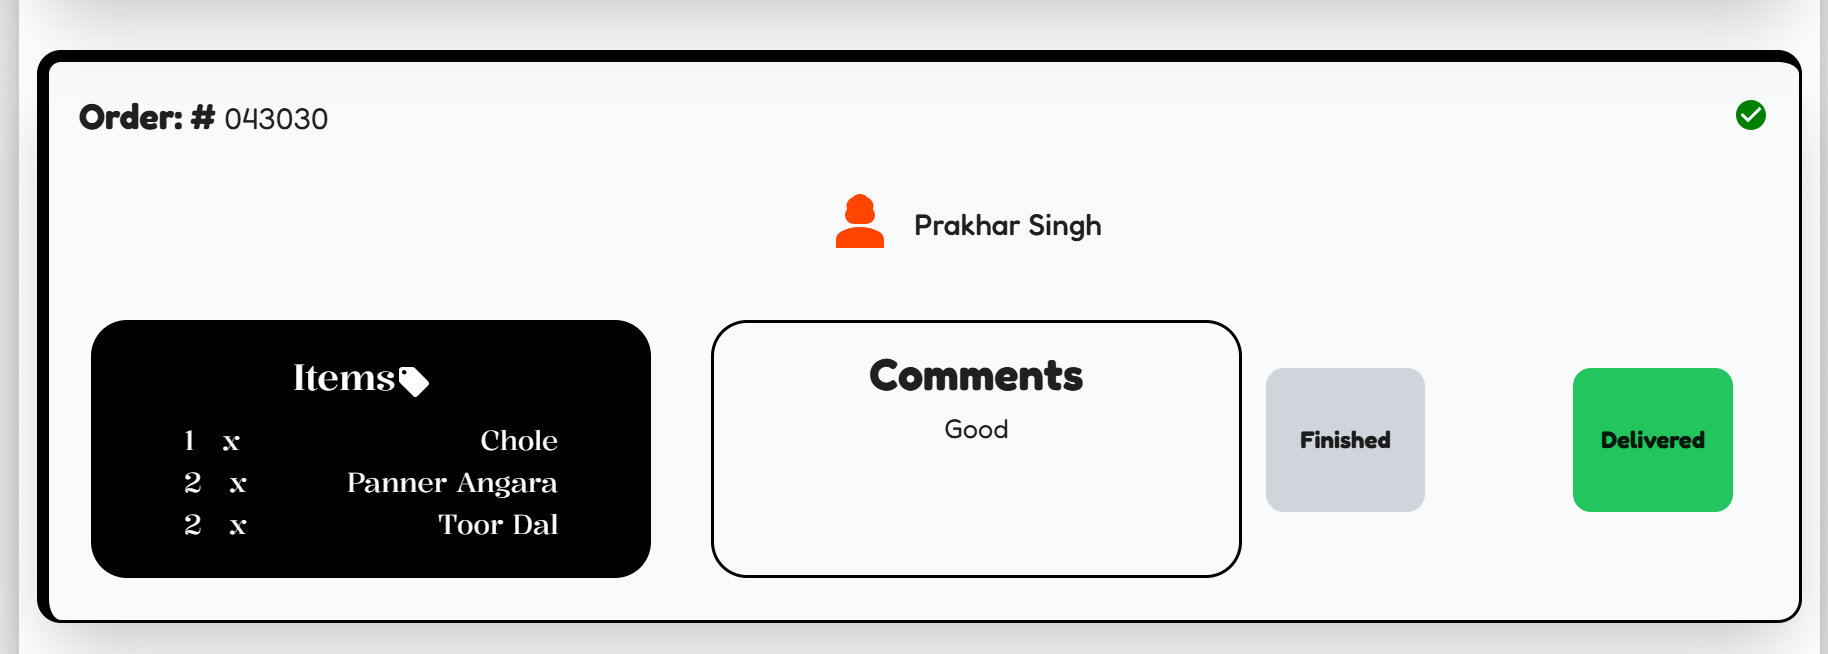 Order: # 043030
Prakhar Singh
Items
1 x Chole
2 x Panner Angara
2 x Toor Dal
Comments
Good
Finished
Delivered